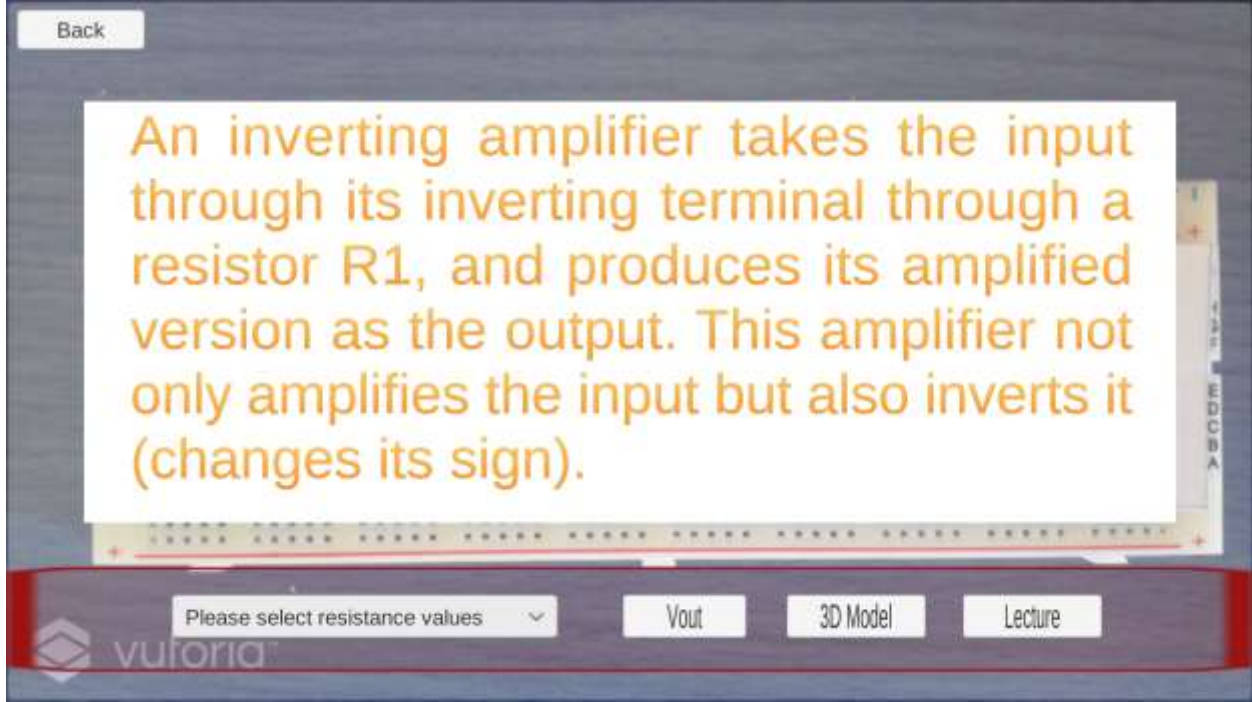 Back
An inverting amplifier takes the input
through its inverting terminal through a
resistor R1, and produces its amplified
version as the output. This amplifier not
only amplifies the input but also inverts it
(changes its sign).
E
D
C
B
A
Please select resistance values
Vout
3D Model
Lecture
vuforia™